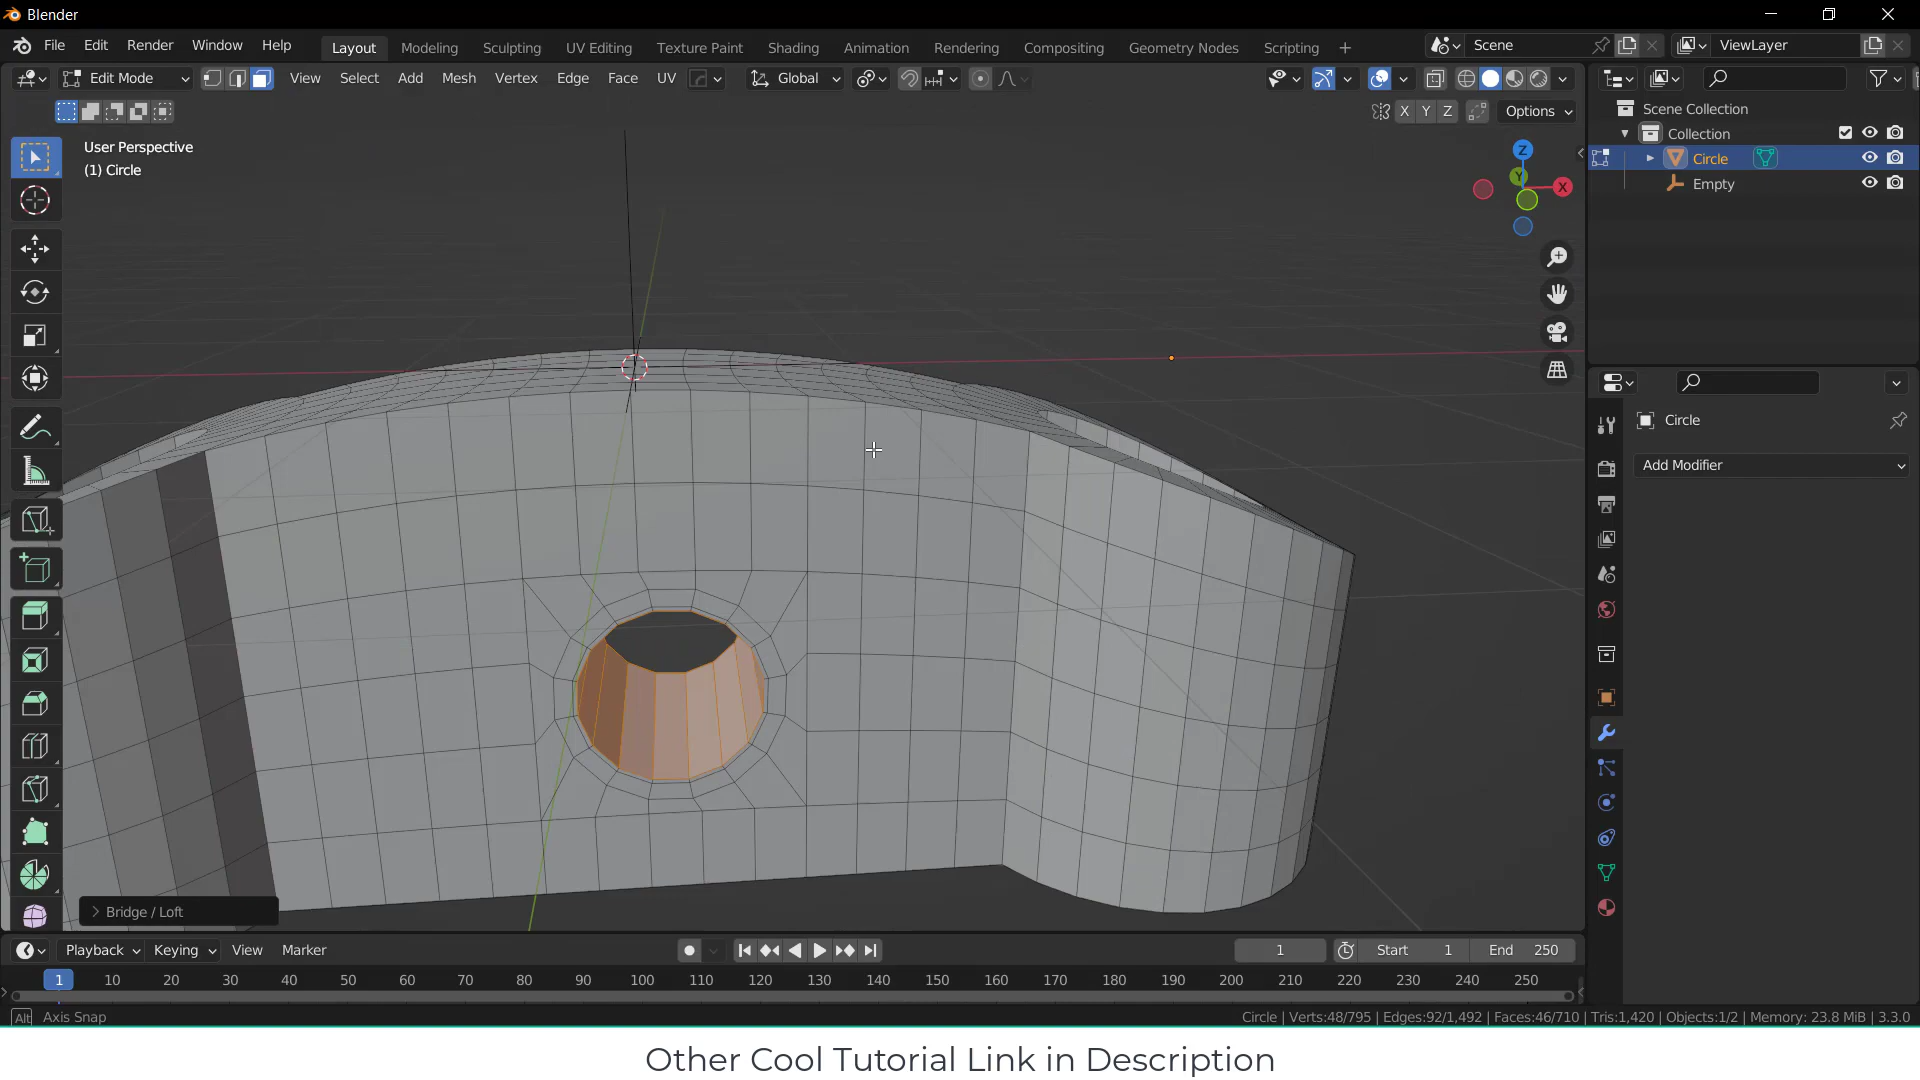 Blender
File Edit Render Window Help Layout Modeling Sculpting UV Editing Texture Paint Shading Animation Rendering Compositing Geometry Nodes Scripting + Scene ViewLayer
Edit Mode View Select Add Mesh Vertex Edge Face UV Global
X Y Z Options
User Perspective
(1) Circle
Z
Y
X
Scene Collection
Collection
Circle
Empty
Circle
Add Modifier
Bridge / Loft
Playback Keying View Marker 1 Start 1 End 250
1 10 20 30 40 50 60 70 80 90 100 110 120 130 140 150 160 170 180 190 200 210 220 230 240 250
Alt Axis Snap Circle | Verts:48/795 | Edges:92/1,492 | Faces:46/710 | Tris:1,420 | Objects:1/2 | Memory: 23.8 MiB | 3.3.0
Other Cool Tutorial Link in Description